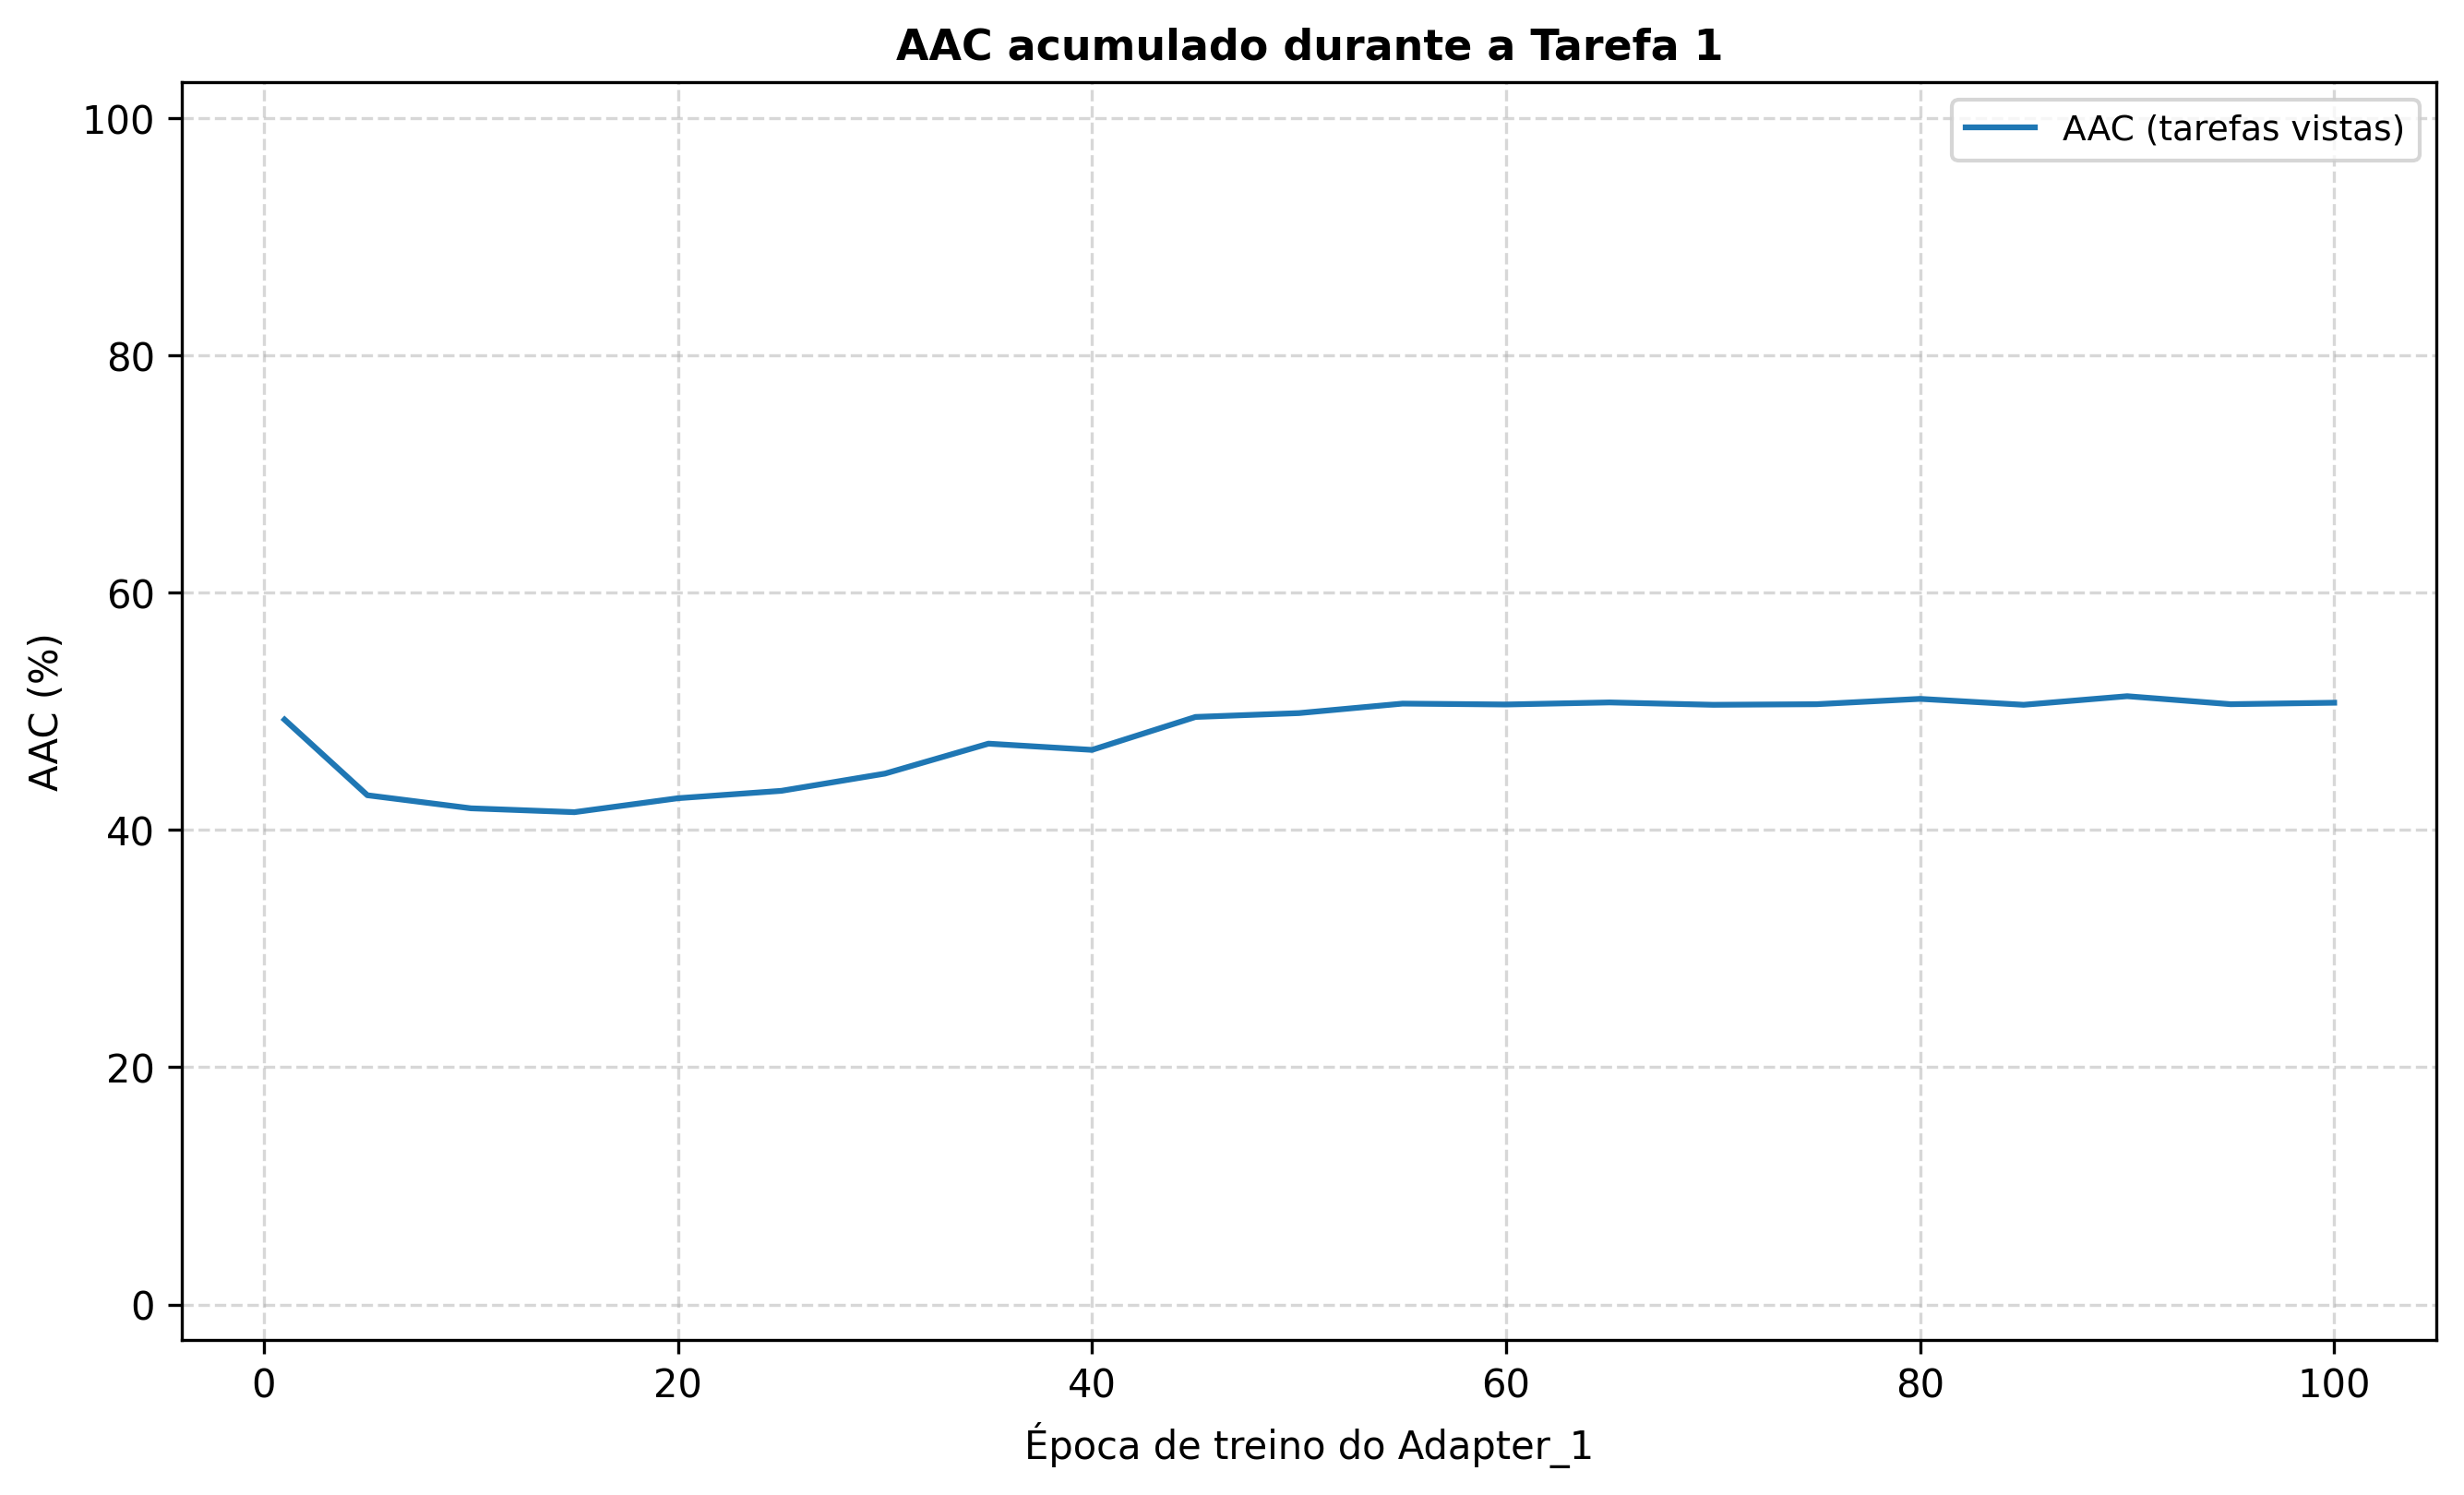 AAC acumulado durante a Tarefa 1
AAC (tarefas vistas)
100
80
60
40
20
0
AAC (%)
0 20 40 60 80 100
Época de treino do Adapter_1